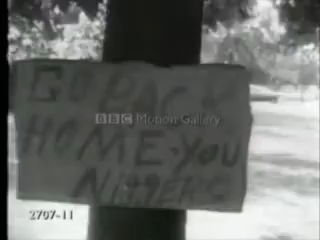 GO BACK
BBC Motion Gallery
HOME-YOU
NIGGERS
2707-11